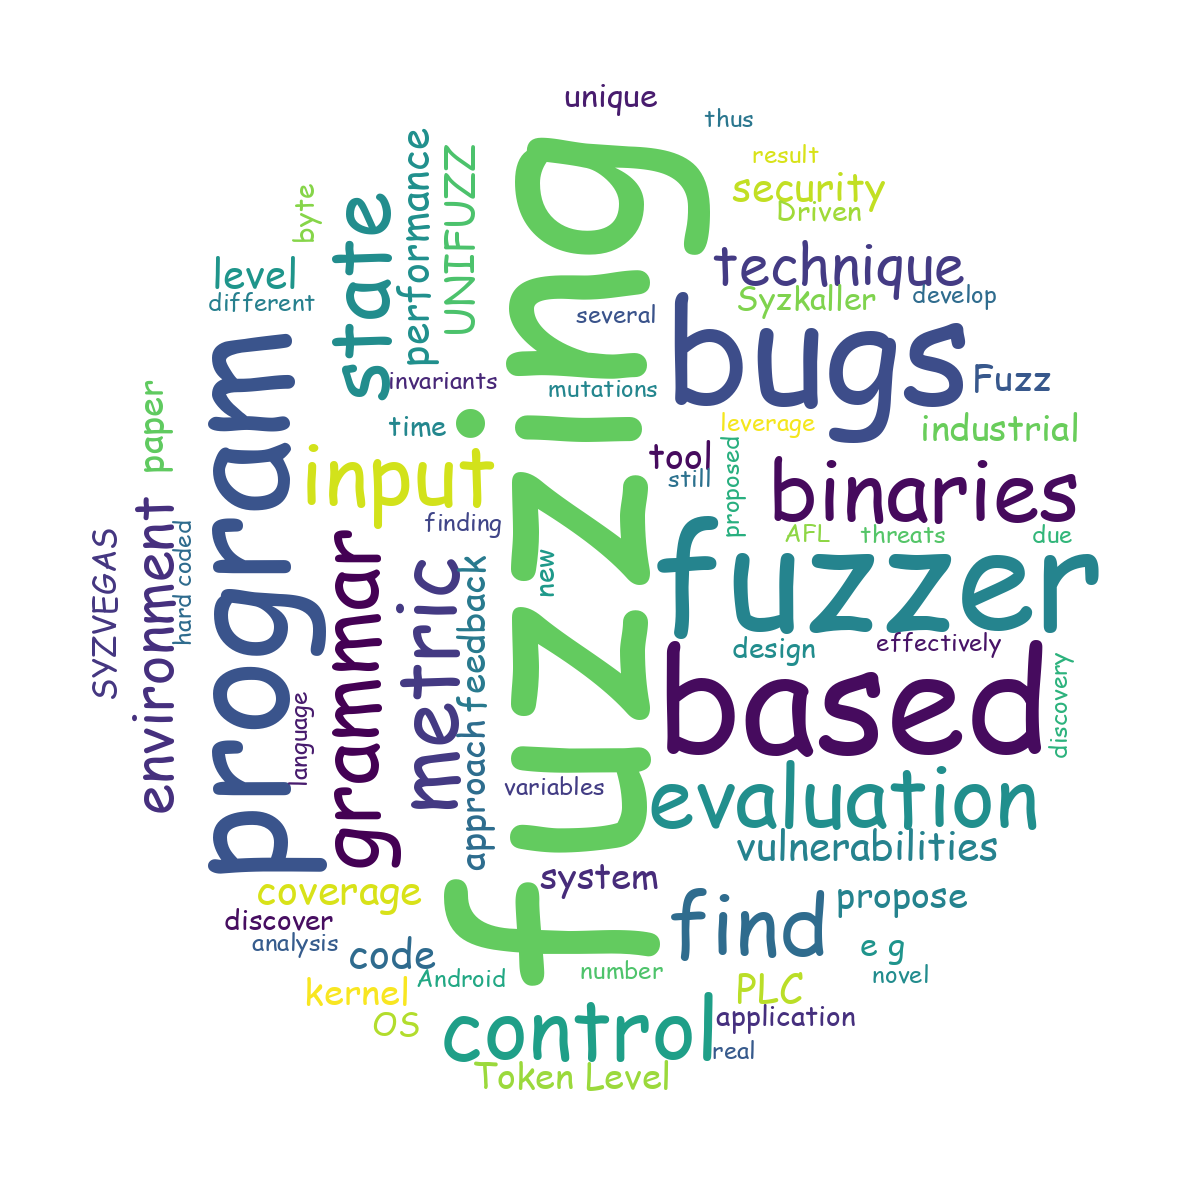 unique
thus
result
security
Driven
byte
state
performance
UNIFUZZ
fuzzing
technique
level
different
Syzkaller
develop
several
bugs
program
invariants
mutations
Fuzz
paper
time
leverage
industrial
input
tool
still
proposed
binaries
environment
hard coded
SYZVEGAS
finding
AFL
threats
due
grammar
metric
feedback
new
fuzzer
design
effectively
based
discovery
language
approach
variables
evaluation
vulnerabilities
system
coverage
discover
analysis
code
find
propose
e g
novel
kernel
Android
number
PLC
OS
control
application
real
Token Level